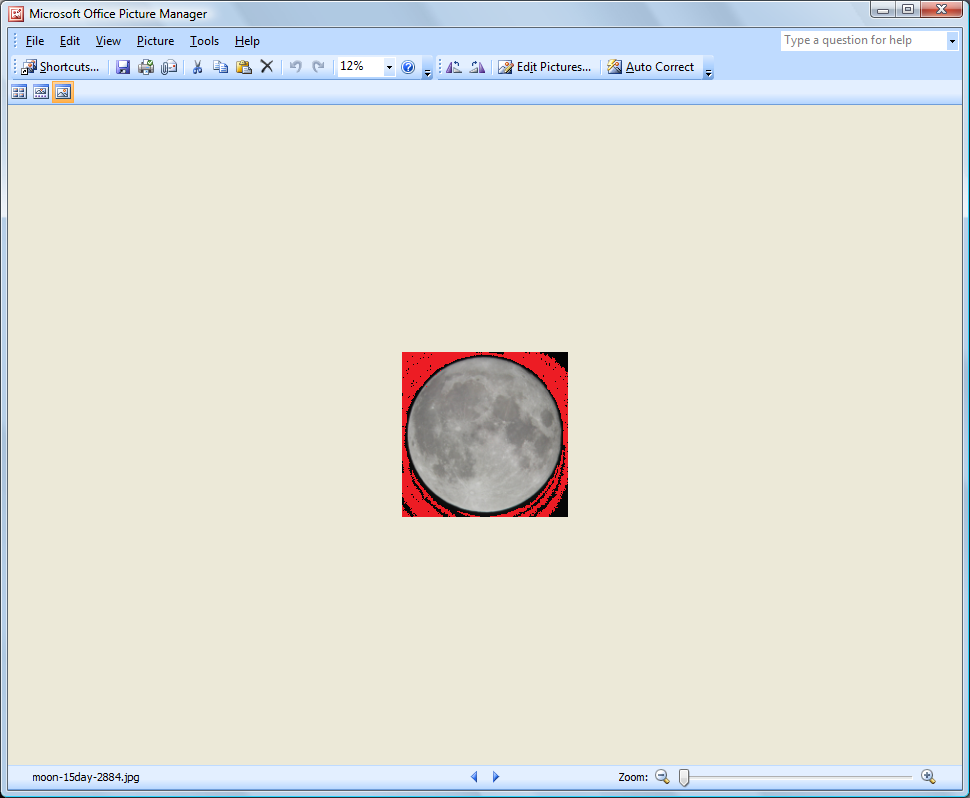 Microsoft Office Picture Manager
File Edit View Picture Tools Help Type a question for help
Shortcuts... 12% Edit Pictures... Auto Correct
moon-15day-2884.jpg Zoom: